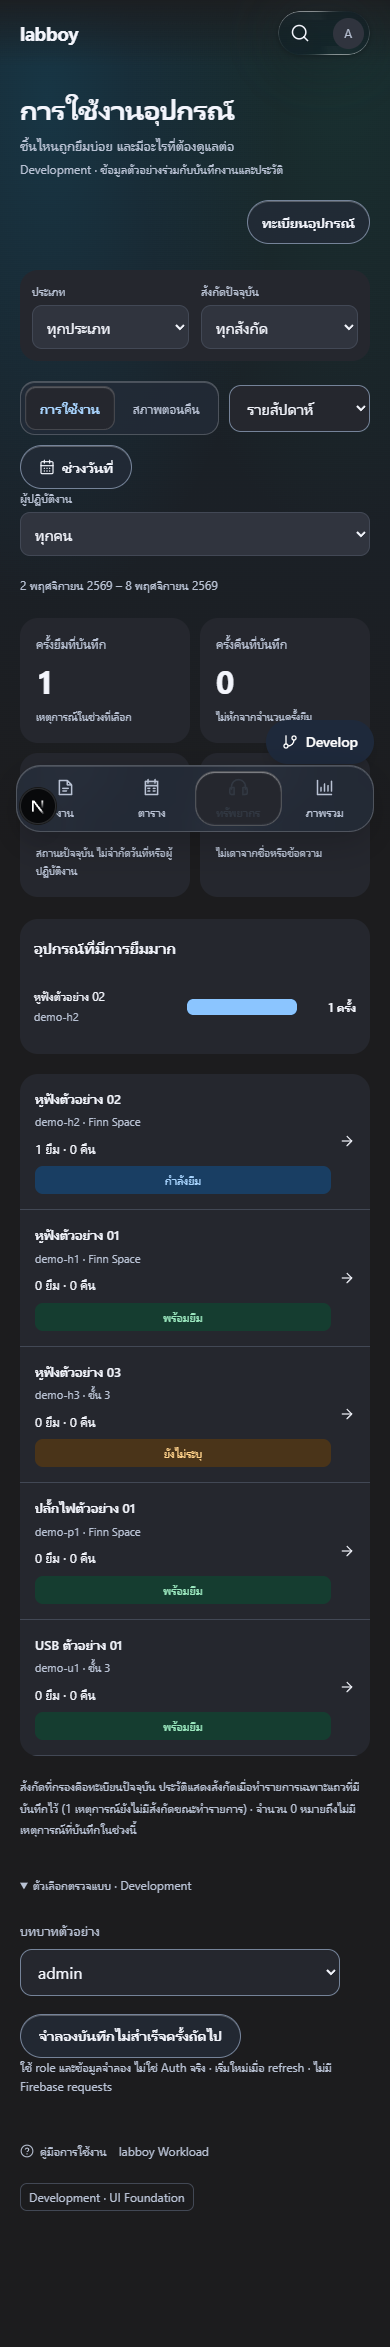 labboy
A
การใช้งานอุปกรณ์
ชิ้นไหนถูกยืมบ่อย และมีอะไรที่ต้องดูแลต่อ
Development · ข้อมูลตัวอย่างร่วมกับบันทึกงานและประวัติ
ทะเบียนอุปกรณ์
ประเภท
สังกัดปัจจุบัน
ทุกประเภท
ทุกสังกัด
การใช้งาน
สภาพตอนคืน
รายสัปดาห์
ช่วงวันที่
ผู้ปฏิบัติงาน
ทุกคน
2 พฤศจิกายน 2569 – 8 พฤศจิกายน 2569
ครั้งยืมที่บันทึก
ครั้งคืนที่บันทึก
1
0
เหตุการณ์ในช่วงที่เลือก
ไม่หักจากจำนวนครั้งยืม
Develop
N
งาน
ตาราง
ทรัพยากร
ภาพรวม
สถานะปัจจุบัน ไม่จำกัดวันที่หรือผู้
ปฏิบัติงาน
ไม่เดาจากชื่อหรือข้อความ
อุปกรณ์ที่มีการยืมมาก
หูฟังตัวอย่าง 02
demo-h2
1 ครั้ง
หูฟังตัวอย่าง 02
demo-h2 · Finn Space
1 ยืม · 0 คืน
กำลังยืม
หูฟังตัวอย่าง 01
demo-h1 · Finn Space
0 ยืม · 0 คืน
พร้อมยืม
หูฟังตัวอย่าง 03
demo-h3 · ชั้น 3
0 ยืม · 0 คืน
ยังไม่ระบุ
ปลั๊กไฟตัวอย่าง 01
demo-p1 · Finn Space
0 ยืม · 0 คืน
พร้อมยืม
USB ตัวอย่าง 01
demo-u1 · ชั้น 3
0 ยืม · 0 คืน
พร้อมยืม
สังกัดที่กรองคือทะเบียนปัจจุบัน ประวัติแสดงสังกัดเมื่อทำรายการเฉพาะแถวที่มี
บันทึกไว้ (1 เหตุการณ์ยังไม่มีสังกัดขณะทำรายการ) · จำนวน 0 หมายถึงไม่มี
เหตุการณ์ที่บันทึกในช่วงนี้
▼ ตัวเลือกตรวจแบบ · Development
บทบาทตัวอย่าง
admin
จำลองบันทึกไม่สำเร็จครั้งถัดไป
ใช้ role และข้อมูลจำลอง ไม่ใช่ Auth จริง · เริ่มใหม่เมื่อ refresh · ไม่มี
Firebase requests
คู่มือการใช้งาน
labboy Workload
Development · UI Foundation